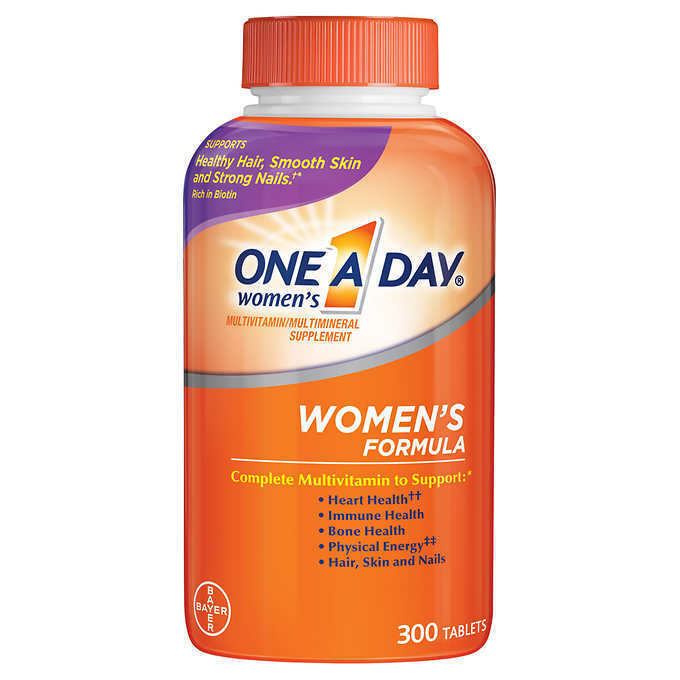 SUPPORTS
Healthy Hair, Smooth Skin
and Strong Nails.†*
Rich in Biotin
ONE A DAY®
1
women's
MULTIVITAMIN/MULTIMINERAL
SUPPLEMENT
WOMEN'S
FORMULA
Complete Multivitamin to Support:*
• Heart Health††
• Immune Health
• Bone Health
• Physical Energy‡‡
• Hair, Skin and Nails
BAYER
BAYER
300 TABLETS